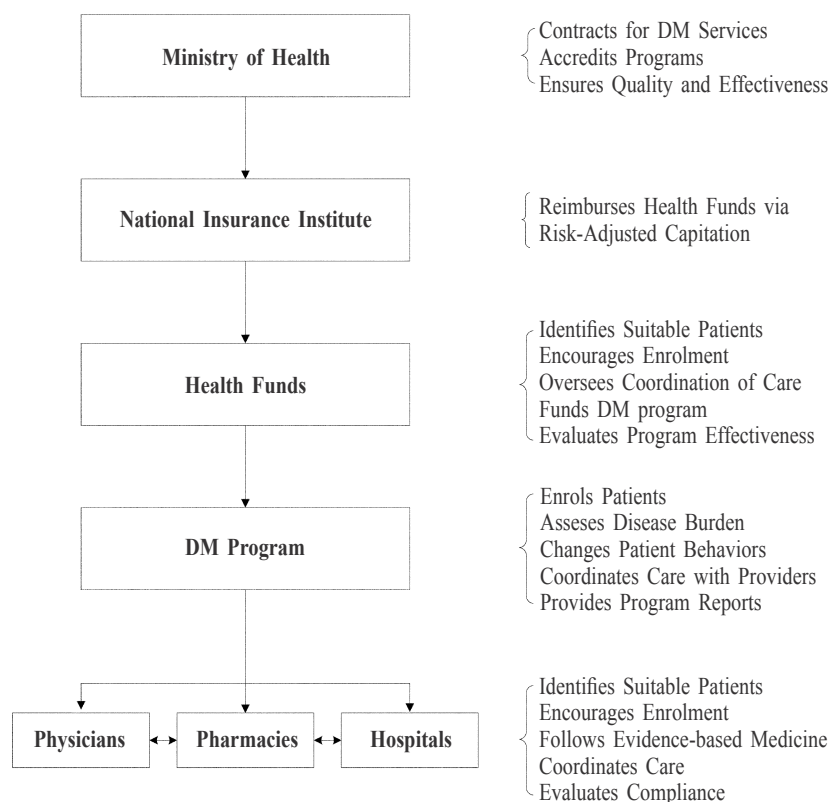 Ministry of Health
Contracts for DM Services
Accredits Programs
Ensures Quality and Effectiveness
National Insurance Institute
Reimburses Health Funds via
Risk-Adjusted Capitation
Health Funds
Identifies Suitable Patients
Encourages Enrolment
Oversees Coordination of Care
Funds DM program
Evaluates Program Effectiveness
DM Program
Enrols Patients
Asseses Disease Burden
Changes Patient Behaviors
Coordinates Care with Providers
Provides Program Reports
Physicians
Pharmacies
Hospitals
Identifies Suitable Patients
Encourages Enrolment
Follows Evidence-based Medicine
Coordinates Care
Evaluates Compliance